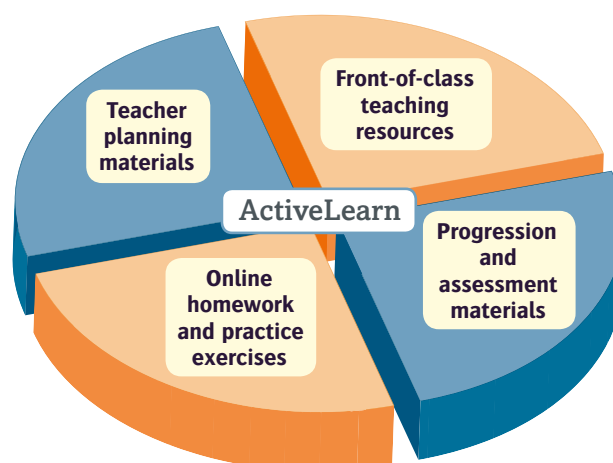 Teacher
planning
materials
Front-of-class
teaching
resources
ActiveLearn
Online
homework
and practice
exercises
Progression
and
assessment
materials